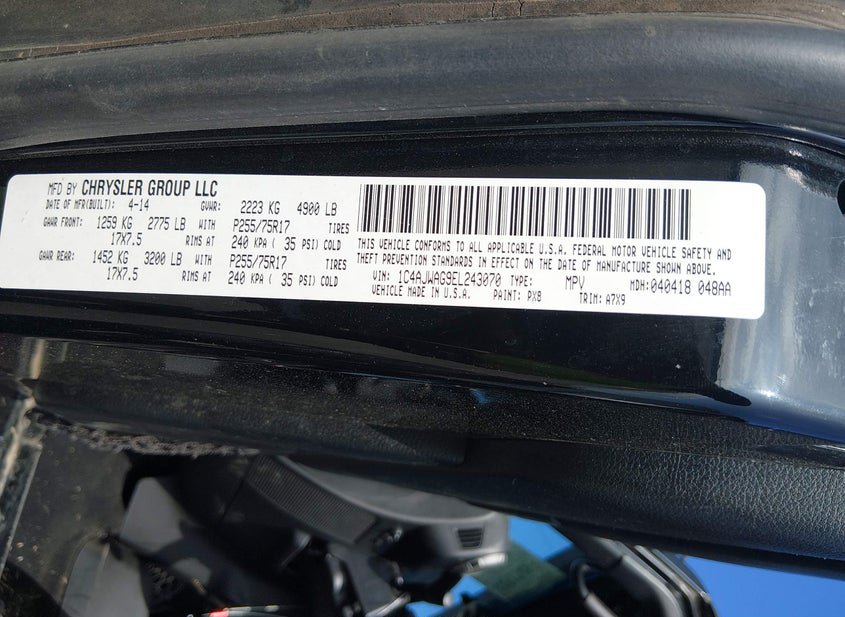 MFD BY CHRYSLER GROUP LLC
DATE OF MFR(BUILT): 4-14 GVWR: 2223 KG 4900 LB
GAWR FRONT: 1259 KG 2775 LB WITH P255/75R17 TIRES
17X7.5 RIMS AT 240 KPA ( 35 PSI) COLD
GAWR REAR: 1452 KG 3200 LB WITH P255/75R17 TIRES
17X7.5 RIMS AT 240 KPA ( 35 PSI) COLD
THIS VEHICLE CONFORMS TO ALL APPLICABLE U.S.A. FEDERAL MOTOR VEHICLE SAFETY AND
THEFT PREVENTION STANDARDS IN EFFECT ON THE DATE OF MANUFACTURE SHOWN ABOVE.
VIN: 1C4AJWAG9EL243070 TYPE: MPV MDH: 040418 048AA
VEHICLE MADE IN U.S.A. PAINT: PX8 TRIM: A7X9